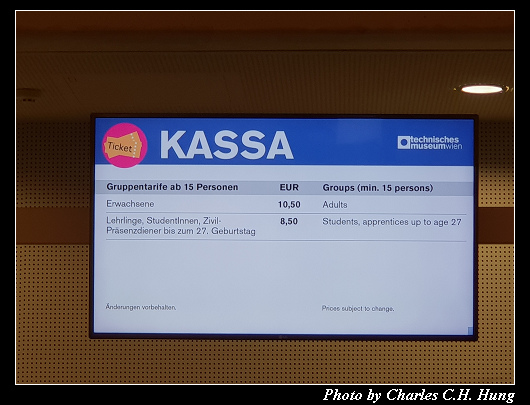 Ticket
KASSA
technisches
museumwien
Gruppentarife ab 15 Personen EUR Groups (min. 15 persons)
Erwachsene 10,50 Adults
Lehrlinge, StudentInnen, Zivil- 8,50 Students, apprentices up to age 27
Präsenzdiener bis zum 27. Geburtstag
Änderungen vorbehalten. Prices subject to change.
Photo by Charles C.H. Hung